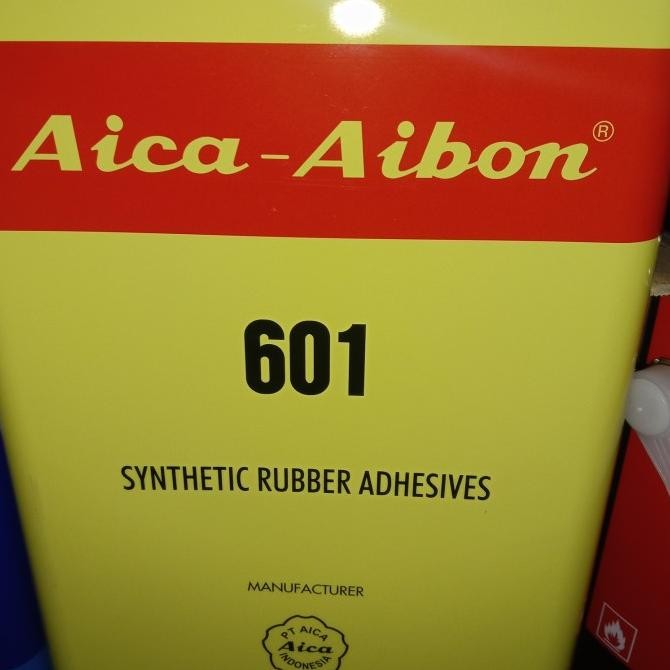 Aica-Aibon®
601
SYNTHETIC RUBBER ADHESIVES
MANUFACTURER
PT AICA
Aica
INDONESIA